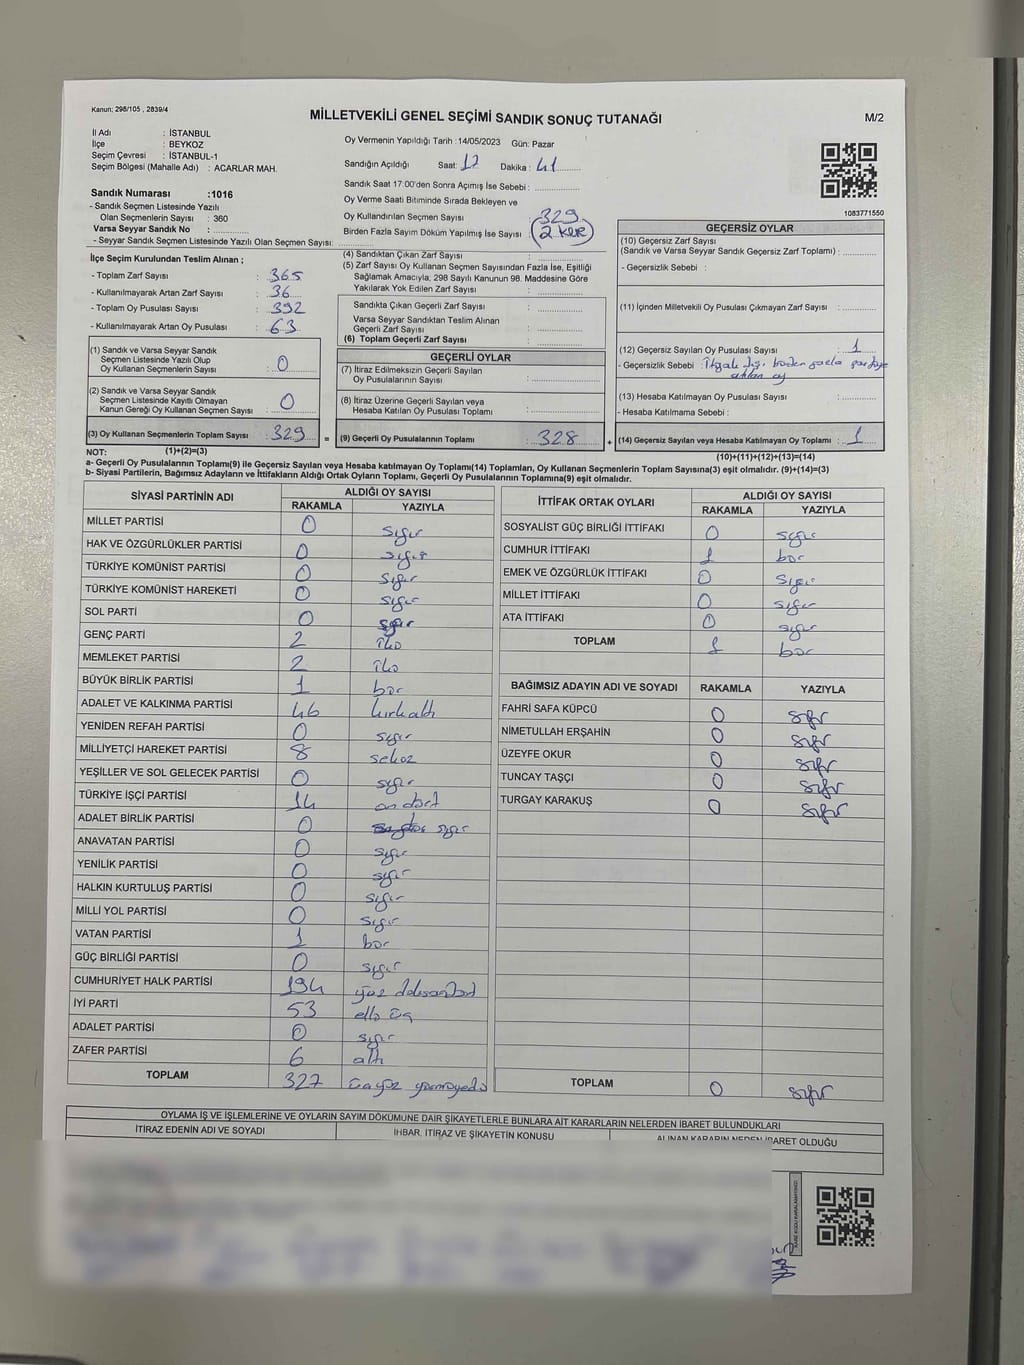 Kanun: 298/105 , 2839/4
MİLLETVEKİLİ GENEL SEÇİMİ SANDIK SONUÇ TUTANAĞI
M/2
İl Adı : İSTANBUL
İlçe : BEYKOZ
Seçim Çevresi : İSTANBUL-1
Seçim Bölgesi (Mahalle Adı) : ACARLAR MAH.
Oy Vermenin Yapıldığı Tarih :14/05/2023 Gün: Pazar
Sandığın Açıldığı Saat: 17 Dakika : 41
Sandık Saat 17:00'den Sonra Açımış İse Sebebi :
Oy Verme Saati Bitiminde Sırada Bekleyen ve
Oy Kullandırılan Seçmen Sayısı : 329
Birden Fazla Sayım Döküm Yapılmış İse Sayısı : (2 kez)
1083771550
Sandık Numarası :1016
- Sandık Seçmen Listesinde Yazılı
Olan Seçmenlerin Sayısı : 360
Varsa Seyyar Sandık No :
- Seyyar Sandık Seçmen Listesinde Yazılı Olan Seçmen Sayısı:
İlçe Seçim Kurulundan Teslim Alınan ;
- Toplam Zarf Sayısı : 365
- Kullanılmayarak Artan Zarf Sayısı : 36
- Toplam Oy Pusulası Sayısı : 392
- Kullanılmayarak Artan Oy Pusulası : 63
(1) Sandık ve Varsa Seyyar Sandık
Seçmen Listesinde Yazılı Olup
Oy Kullanan Seçmenlerin Sayısı : 0
(2) Sandık ve Varsa Seyyar Sandık
Seçmen Listesinde Kayıtlı Olmayan
Kanun Gereği Oy Kullanan Seçmen Sayısı : 0
(3) Oy Kullanan Seçmenlerin Toplam Sayısı : 329
(1)+(2)=(3)
(4) Sandıktan Çıkan Zarf Sayısı :
(5) Zarf Sayısı Oy Kullanan Seçmen Sayısından Fazla İse, Eşitliği
Sağlamak Amacıyla, 298 Sayılı Kanunun 98. Maddesine Göre
Yakılarak Yok Edilen Zarf Sayısı :
Sandıkta Çıkan Geçerli Zarf Sayısı :
Varsa Seyyar Sandıktan Teslim Alınan
Geçerli Zarf Sayısı :
(6) Toplam Geçerli Zarf Sayısı :
GEÇERLİ OYLAR
(7) İtiraz Edilmeksizin Geçerli Sayılan
Oy Pusulalarının Sayısı :
(8) İtiraz Üzerine Geçerli Sayılan veya
Hesaba Katılan Oy Pusulası Toplamı :
= (9) Geçerli Oy Pusulalarının Toplamı : 328 +
GEÇERSİZ OYLAR
(10) Geçersiz Zarf Sayısı
(Sandık ve Varsa Seyyar Sandık Geçersiz Zarf Toplamı) :
- Geçersizlik Sebebi :
(11) İçinden Milletvekili Oy Pusulası Çıkmayan Zarf Sayısı :
(12) Geçersiz Sayılan Oy Pusulası Sayısı : 1
- Geçersizlik Sebebi : İttifak dışı, birden fazla partiye
atılan oy
(13) Hesaba Katılmayan Oy Pusulası Sayısı :
- Hesaba Katılmama Sebebi :
(14) Geçersiz Sayılan veya Hesaba Katılmayan Oy Toplamı : 1
(10)+(11)+(12)+(13)=(14)
NOT:
a- Geçerli Oy Pusulalarının Toplamı(9) ile Geçersiz Sayılan veya Hesaba katılmayan Oy Toplamı(14) Toplamları, Oy Kullanan Seçmenlerin Toplam Sayısına(3) eşit olmalıdır. (9)+(14)=(3)
b- Siyasi Partilerin, Bağımsız Adayların ve İttifakların Aldığı Ortak Oyların Toplamı, Geçerli Oy Pusulalarının Toplamına(9) eşit olmalıdır.
SİYASİ PARTİNİN ADI ALDIĞI OY SAYISI
RAKAMLA YAZIYLA
MİLLET PARTİSİ 0 sıfır
HAK VE ÖZGÜRLÜKLER PARTİSİ 0 sıfır
TÜRKİYE KOMÜNİST PARTİSİ 0 sıfır
TÜRKİYE KOMÜNİST HAREKETİ 0 sıfır
SOL PARTİ 0 sıfır
GENÇ PARTİ 2 iki
MEMLEKET PARTİSİ 2 iki
BÜYÜK BİRLİK PARTİSİ 1 bir
ADALET VE KALKINMA PARTİSİ 46 kırkaltı
YENİDEN REFAH PARTİSİ 0 sıfır
MİLLİYETÇİ HAREKET PARTİSİ 8 sekiz
YEŞİLLER VE SOL GELECEK PARTİSİ 0 sıfır
TÜRKİYE İŞÇİ PARTİSİ 14 on dört
ADALET BİRLİK PARTİSİ 0 sıfır
ANAVATAN PARTİSİ 0 sıfır
YENİLİK PARTİSİ 0 sıfır
HALKIN KURTULUŞ PARTİSİ 0 sıfır
MİLLİ YOL PARTİSİ 0 sıfır
VATAN PARTİSİ 1 bir
GÜÇ BİRLİĞİ PARTİSİ 0 sıfır
CUMHURİYET HALK PARTİSİ 194 yüz doksandört
İYİ PARTİ 53 elli üç
ADALET PARTİSİ 0 sıfır
ZAFER PARTİSİ 6 altı
TOPLAM 327 üçyüz yirmiyedi
İTTİFAK ORTAK OYLARI ALDIĞI OY SAYISI
RAKAMLA YAZIYLA
SOSYALİST GÜÇ BİRLİĞİ İTTİFAKI 0 sıfır
CUMHUR İTTİFAKI 1 bir
EMEK VE ÖZGÜRLÜK İTTİFAKI 0 sıfır
MİLLET İTTİFAKI 0 sıfır
ATA İTTİFAKI 0 sıfır
TOPLAM 1 bir
BAĞIMSIZ ADAYIN ADI VE SOYADI RAKAMLA YAZIYLA
FAHRİ SAFA KÜPCÜ 0 sıfır
NİMETULLAH ERŞAHİN 0 sıfır
ÜZEYFE OKUR 0 sıfır
TUNCAY TAŞÇI 0 sıfır
TURGAY KARAKUŞ 0 sıfır
TOPLAM 0 sıfır
OYLAMA İŞ VE İŞLEMLERİNE VE OYLARIN SAYIM DÖKÜMÜNE DAİR ŞİKAYETLERLE BUNLARA AİT KARARLARIN NELERDEN İBARET BULUNDUKLARI
İTİRAZ EDENİN ADI VE SOYADI İHBAR, İTİRAZ VE ŞİKAYETİN KONUSU ALINAN KARARIN NEDEN İBARET OLDUĞU